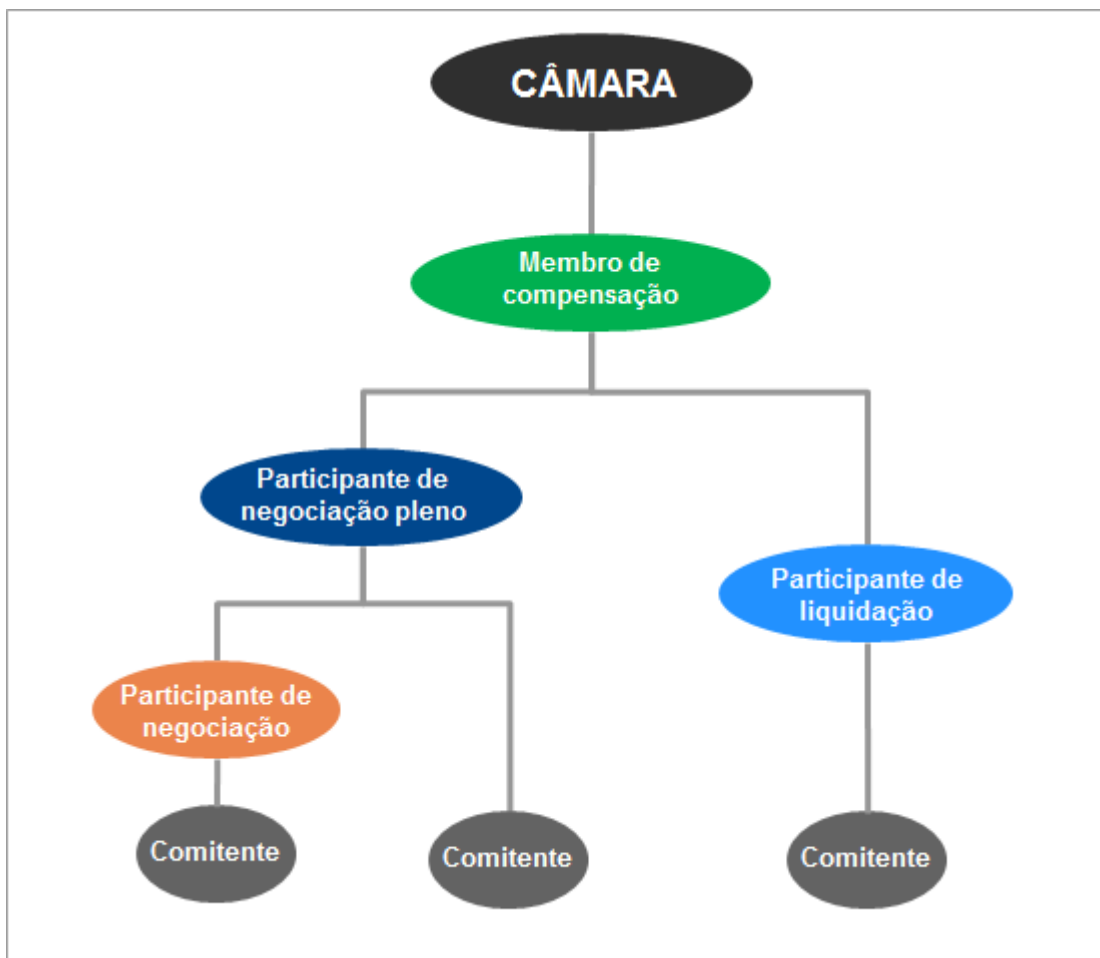 CÂMARA
Membro de
compensação
Participante de
negociação pleno
Participante de
liquidação
Participante de
negociação
Comitente
Comitente
Comitente